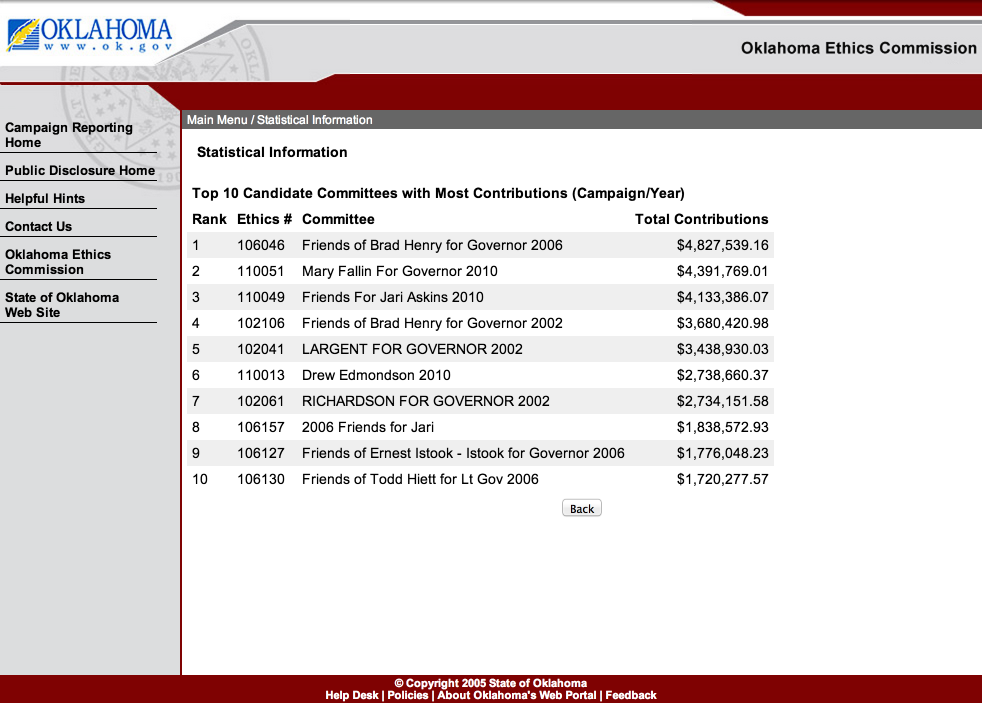 OKLAHOMA
www.ok.gov
Oklahoma Ethics Commission
Campaign Reporting
Home
Public Disclosure Home
Helpful Hints
Contact Us
Oklahoma Ethics
Commission
State of Oklahoma
Web Site
Main Menu / Statistical Information
Statistical Information
Top 10 Candidate Committees with Most Contributions (Campaign/Year)
Rank Ethics # Committee Total Contributions
1 106046 Friends of Brad Henry for Governor 2006 $4,827,539.16
2 110051 Mary Fallin For Governor 2010 $4,391,769.01
3 110049 Friends For Jari Askins 2010 $4,133,386.07
4 102106 Friends of Brad Henry for Governor 2002 $3,680,420.98
5 102041 LARGENT FOR GOVERNOR 2002 $3,438,930.03
6 110013 Drew Edmondson 2010 $2,738,660.37
7 102061 RICHARDSON FOR GOVERNOR 2002 $2,734,151.58
8 106157 2006 Friends for Jari $1,838,572.93
9 106127 Friends of Ernest Istook - Istook for Governor 2006 $1,776,048.23
10 106130 Friends of Todd Hiett for Lt Gov 2006 $1,720,277.57
Back
© Copyright 2005 State of Oklahoma
Help Desk | Policies | About Oklahoma's Web Portal | Feedback